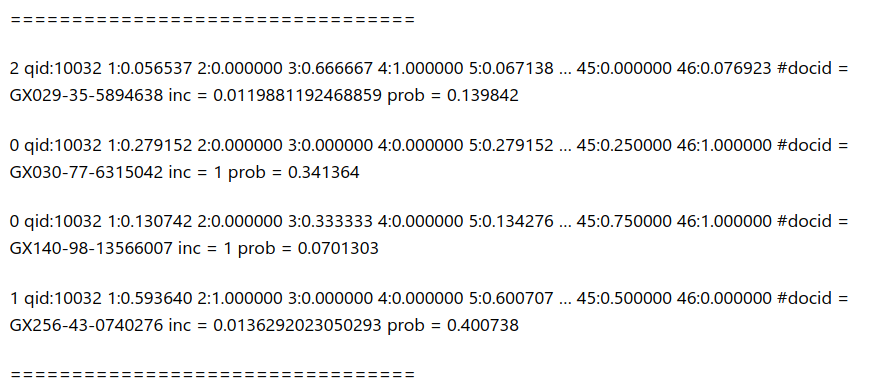 =================================
2 qid:10032 1:0.056537 2:0.000000 3:0.666667 4:1.000000 5:0.067138 ... 45:0.000000 46:0.076923 #docid =
GX029-35-5894638 inc = 0.0119881192468859 prob = 0.139842
0 qid:10032 1:0.279152 2:0.000000 3:0.000000 4:0.000000 5:0.279152 ... 45:0.250000 46:1.000000 #docid =
GX030-77-6315042 inc = 1 prob = 0.341364
0 qid:10032 1:0.130742 2:0.000000 3:0.333333 4:0.000000 5:0.134276 ... 45:0.750000 46:1.000000 #docid =
GX140-98-13566007 inc = 1 prob = 0.0701303
1 qid:10032 1:0.593640 2:1.000000 3:0.000000 4:0.000000 5:0.600707 ... 45:0.500000 46:0.000000 #docid =
GX256-43-0740276 inc = 0.0136292023050293 prob = 0.400738
=================================